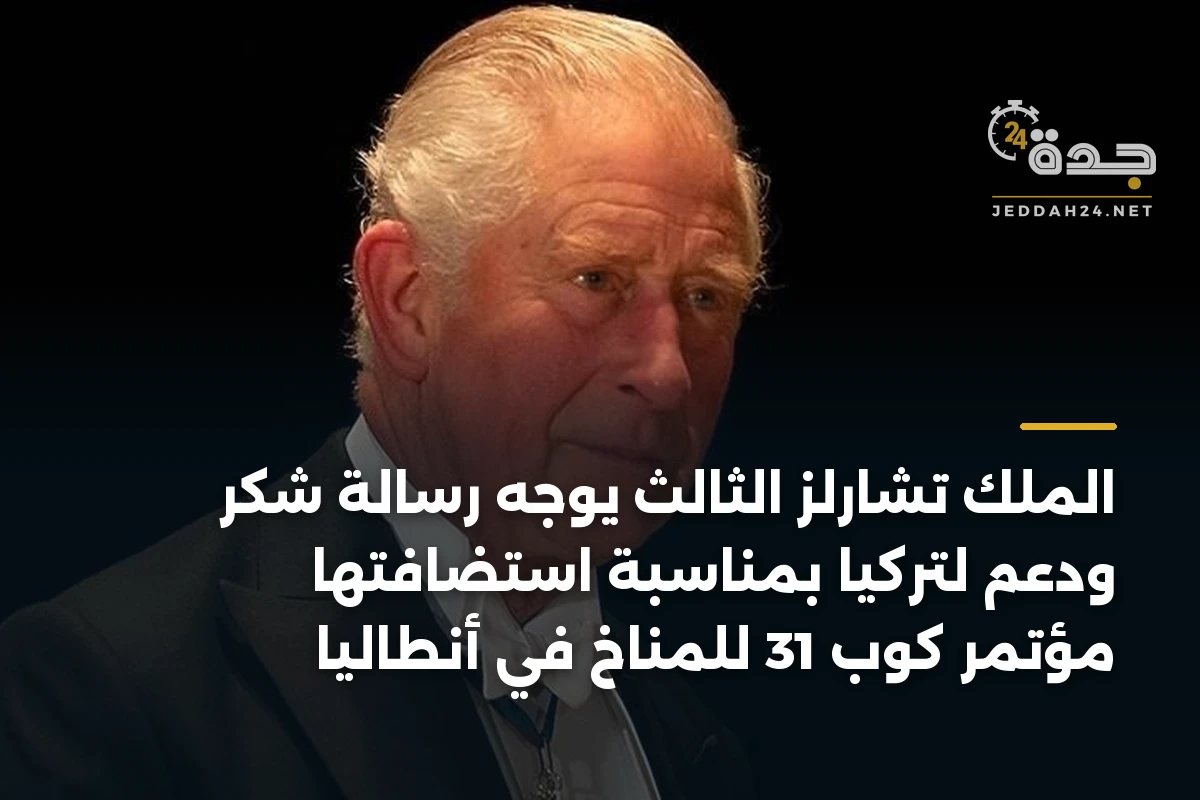 24
جدة
JEDDAH24.NET
الملك تشارلز الثالث يوجه رسالة شكر
ودعم لتركيا بمناسبة استضافتها
مؤتمر كوب 31 للمناخ في أنطاليا